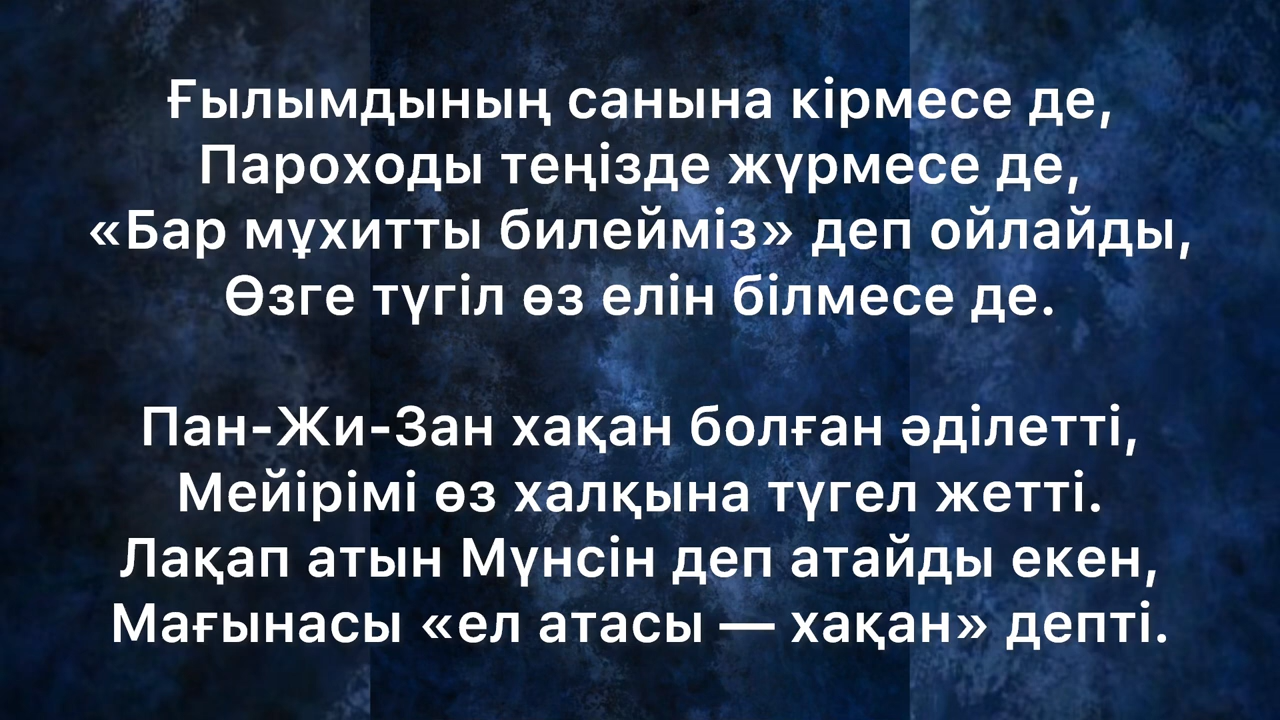 Ғылымдының санына кірмесе де,
Пароходы теңізде жүрмесе де,
«Бар мұхитты билейміз» деп ойлайды,
Өзге түгіл өз елін білмесе де.
Пан-Жи-Зан хақан болған әділетті,
Мейірімі өз халқына түгел жетті.
Лақап атын Мүнсін деп атайды екен,
Мағынасы «ел атасы — хақан» депті.